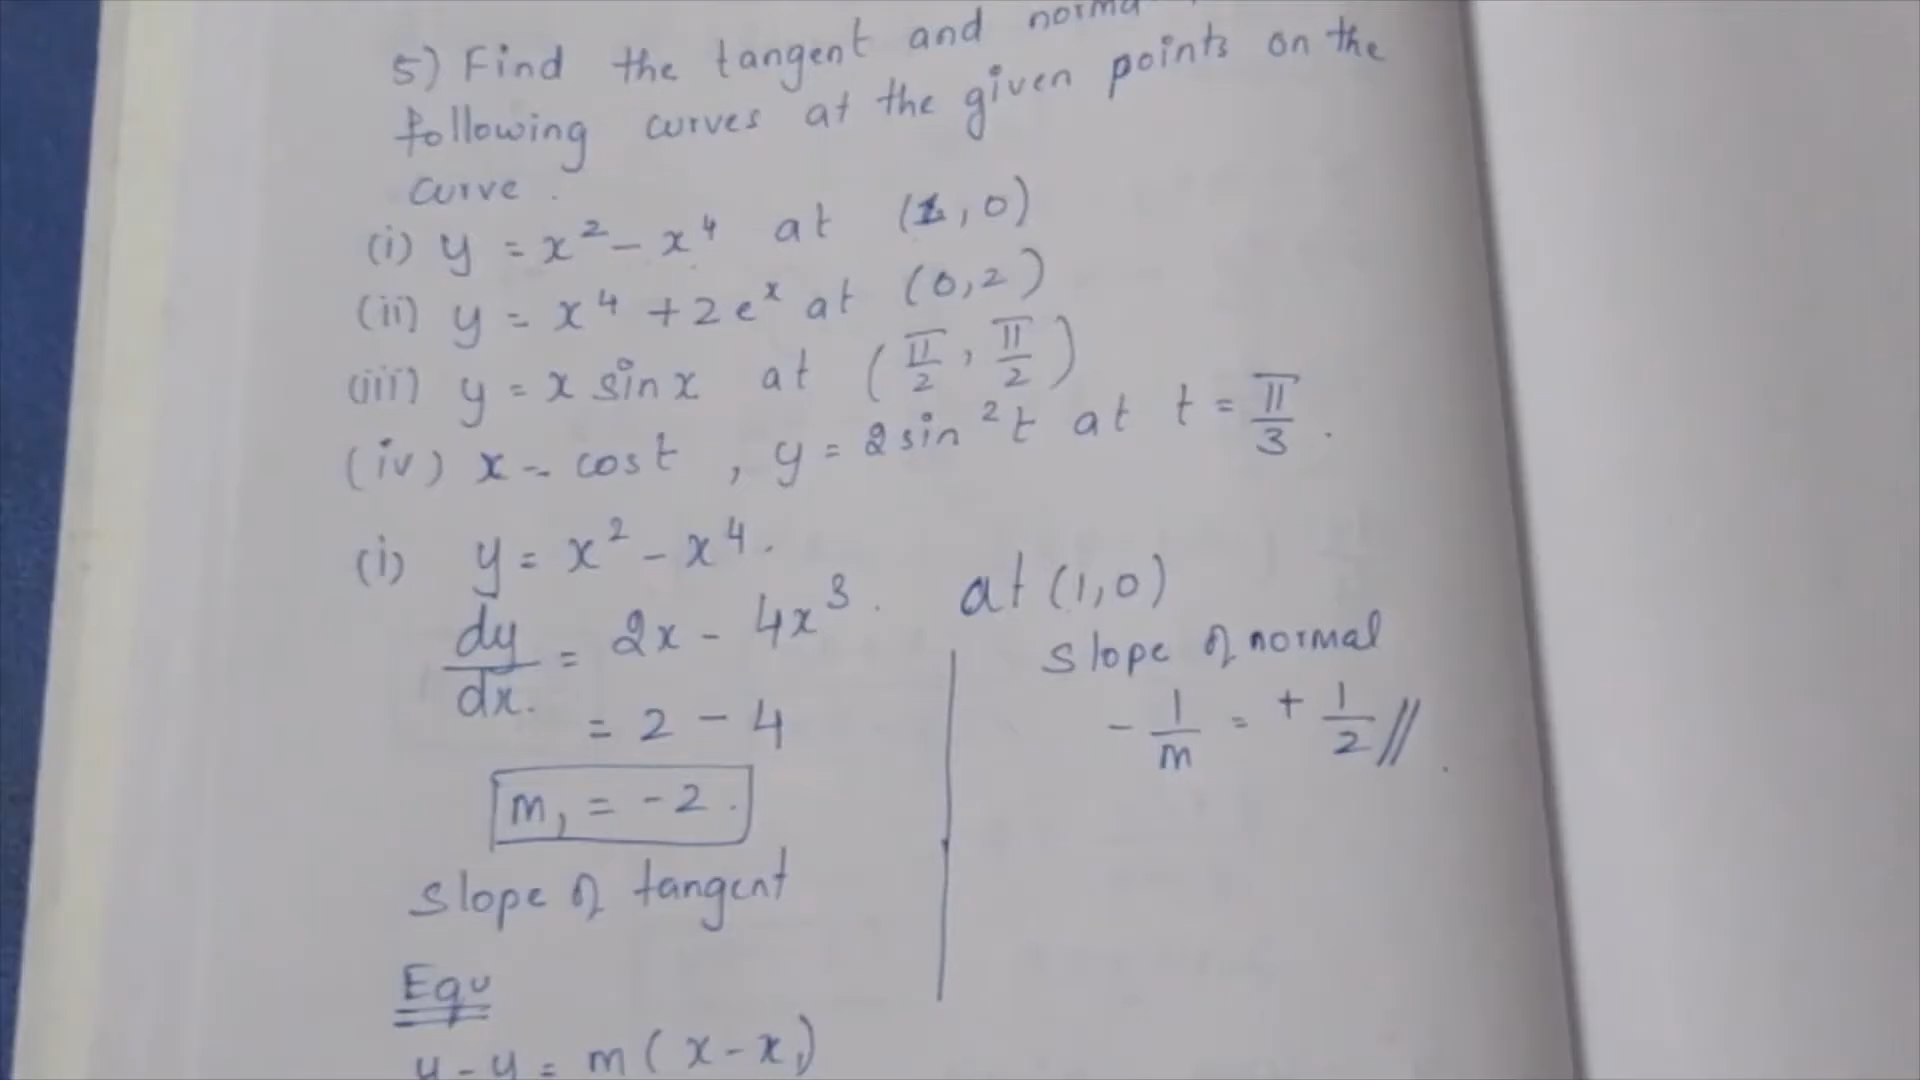 5) Find the tangent and norma
following curves at the given points on the
curve.
(i) y = x² - x⁴ at (1, 0)
(ii) y = x⁴ + 2eˣ at (0, 2)
(iii) y = x sin x at (π/2, π/2)
(iv) x = cos t, y = 2 sin² t at t = π/3.
(i) y = x² - x⁴.
at (1, 0)
dy/dx = 2x - 4x³.
= 2 - 4
m₁ = -2.
slope of tangent
slope of normal
- 1/m = + 1/2 //
Equ
y - y = m(x - x₁)